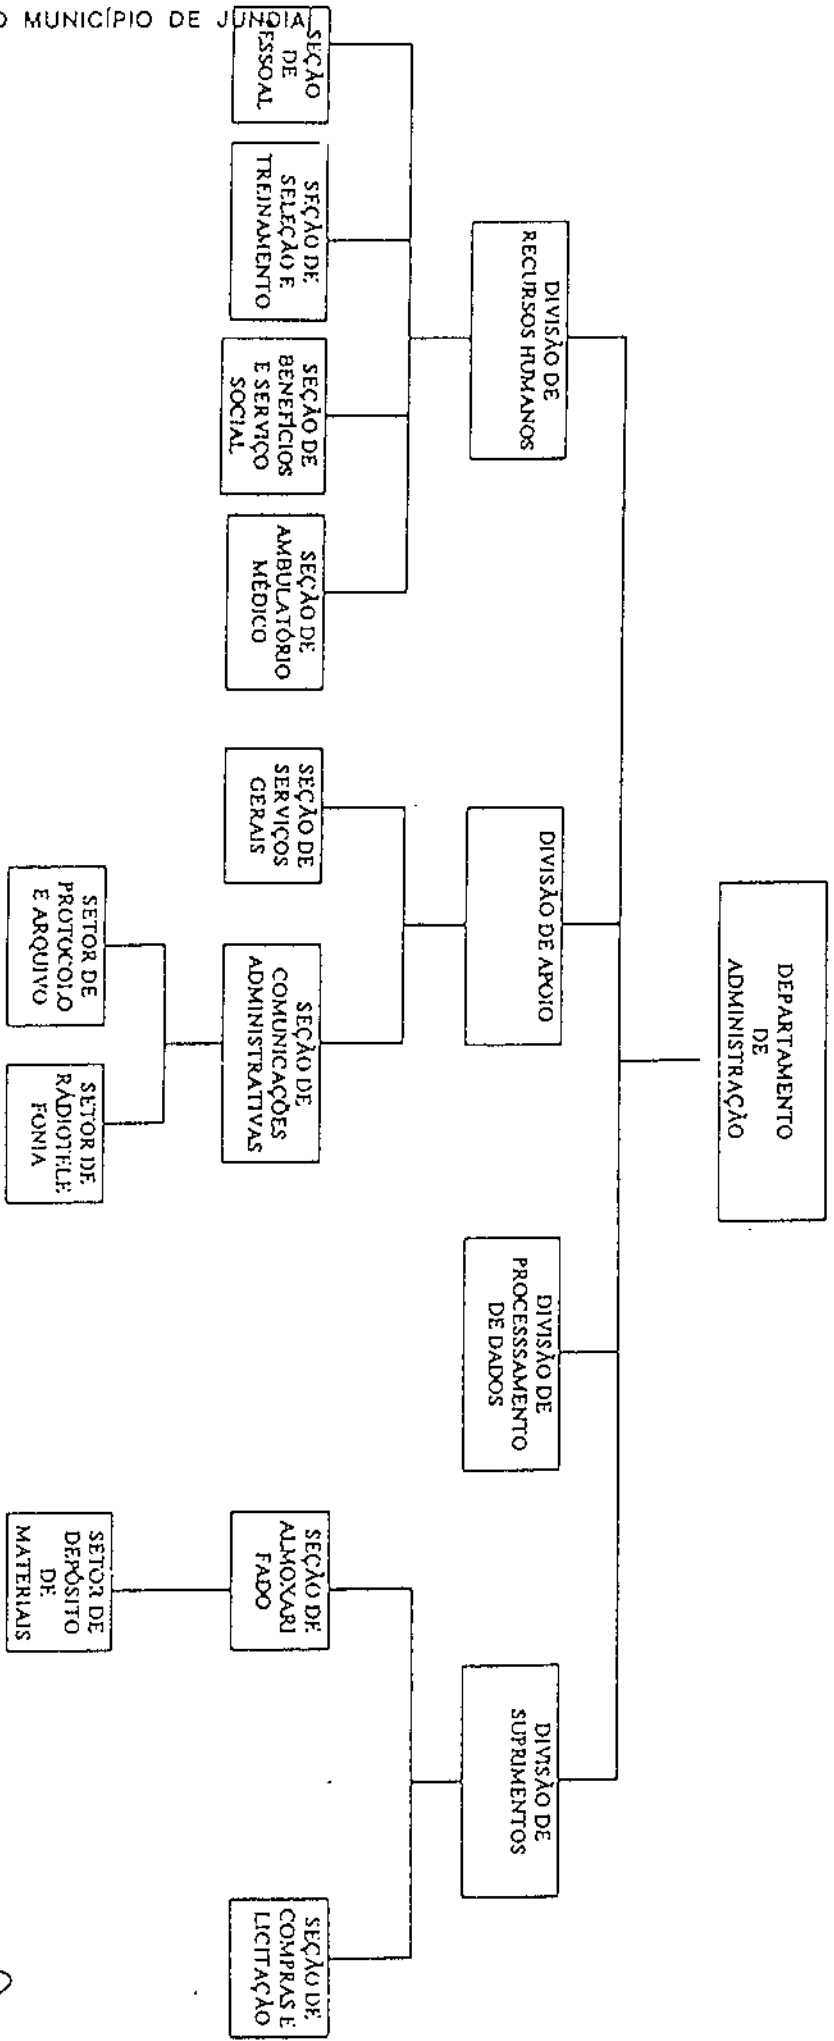 O MUNICÍPIO DE JUNDIA
DEPARTAMENTO
DE
ADMINISTRAÇÃO
DIVISÃO DE
RECURSOS HUMANOS
DIVISÃO DE APOIO
DIVISÃO DE
PROCESSSAMENTO
DE DADOS
DIVISÃO DE
SUPRIMENTOS
SEÇÃO
DE
ESSOAL
SEÇÃO DE
SELEÇÃO E
TREINAMENTO
SEÇÃO DE
BENEFÍCIOS
E SERVIÇO
SOCIAL
SEÇÃO DE
AMBULATÓRIO
MÉDICO
SEÇÃO DE
SERVIÇOS
GERAIS
SEÇÃO DE
COMUNICAÇÕES
ADMINISTRATIVAS
SEÇÃO DE
ALMOXARI
FADO
SEÇÃO DE
COMPRAS E
LICITAÇÃO
SETOR DE
PROTOCOLO
E ARQUIVO
SETOR DE
RÁDIOTELE
FONIA
SETOR DE
DEPÓSITO
DE
MATERIAIS